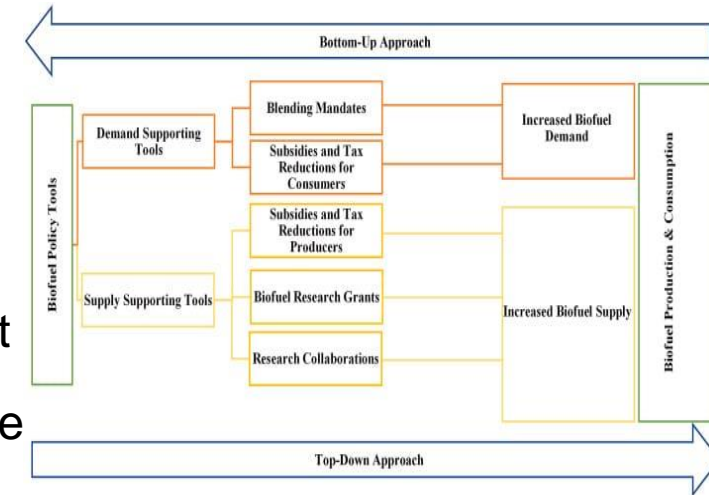 Bottom-Up Approach
Biofuel Policy Tools
Demand Supporting
Tools
Supply Supporting Tools
Blending Mandates
Subsidies and Tax
Reductions for
Consumers
Subsidies and Tax
Reductions for
Producers
Biofuel Research Grants
Research Collaborations
Increased Biofuel
Demand
Increased Biofuel Supply
Biofuel Production & Consumption
t
e
Top-Down Approach